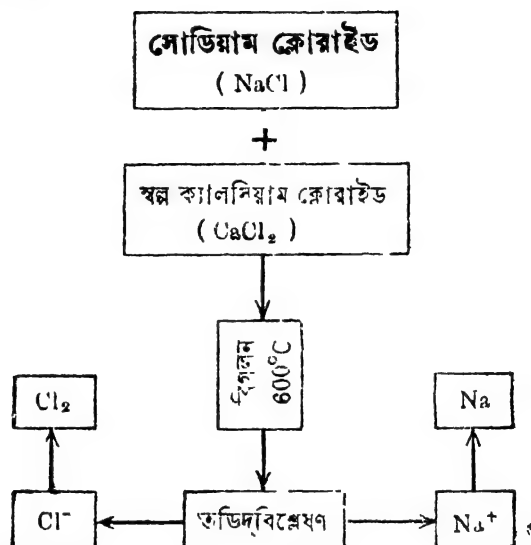 সোডিয়াম ক্লোরাইড
( NaCl )
+
স্বল্প ক্যালসিয়াম ক্লোরাইড
( CaCl₂ )
বিগলন
600°C
Cl₂
Na
Cl⁻
তড়িদ্‌বিশ্লেষণ
Na⁺